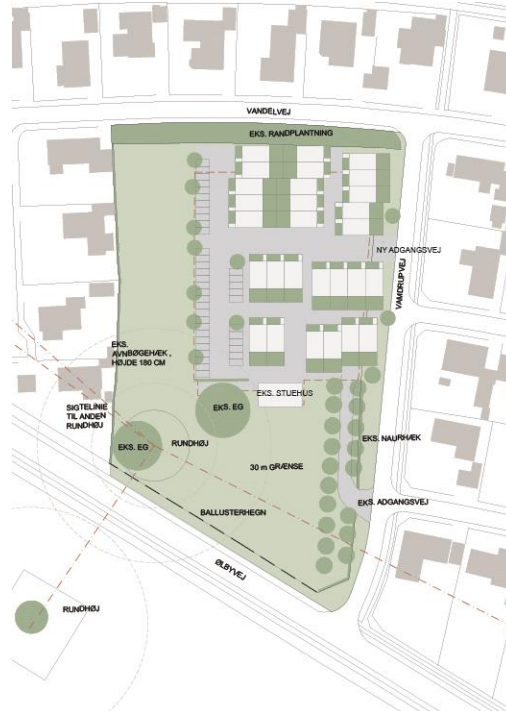 VANDELVEJ
EKS. RANDPLANTNING
NY ADGANGSVEJ
VAMDRUPVEJ
EKS.
AVNBØGEHÆK,
HØJDE 180 CM
EKS. STUEHUS
SIGTELINIE
TIL ANDEN
RUNDHØJ
EKS. EG
EKS. EG
RUNDHØJ
EKS. NAURHÆK
30 m GRÆNSE
EKS. ADGANGSVEJ
BALLUSTERHEGN
ØLBYVEJ
RUNDHØJ